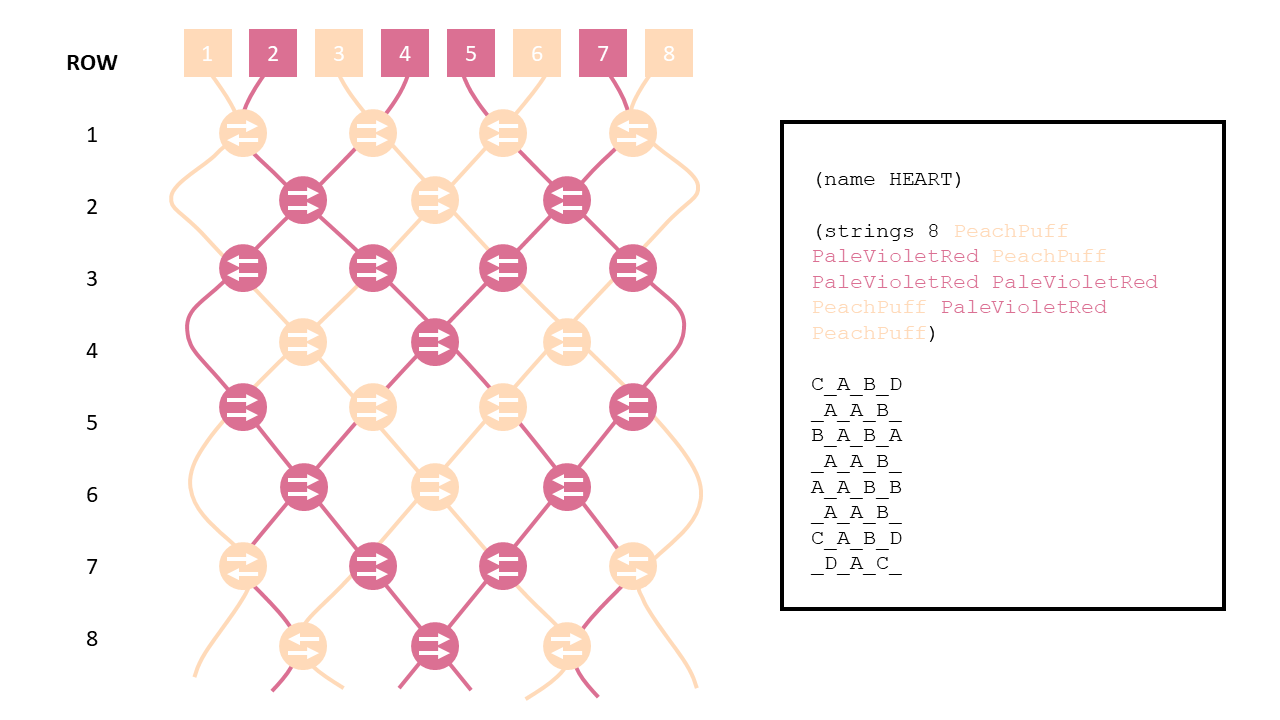 ROW 1 2 3 4 5 6 7 8
1
2
3
4
5
6
7
8
(name HEART)
(strings 8 PeachPuff
PaleVioletRed PeachPuff
PaleVioletRed PaleVioletRed
PeachPuff PaleVioletRed
PeachPuff)
C_A_B_D
_A_A_B_
B_A_B_A
_A_A_B_
A_A_B_B
_A_A_B_
C_A_B_D
_D_A_C_